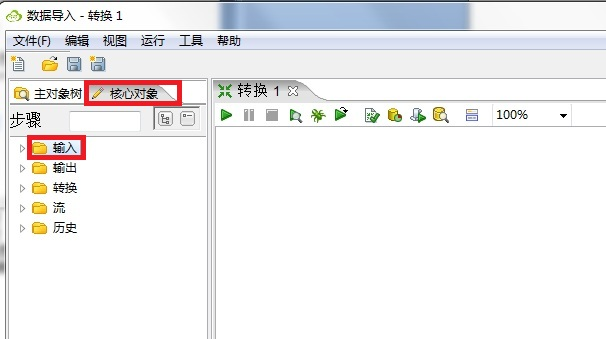 数据导入 - 转换 1
文件(F) 编辑 视图 运行 工具 帮助
主对象树 核心对象
转换 1
步骤
100%
输入
输出
转换
流
历史